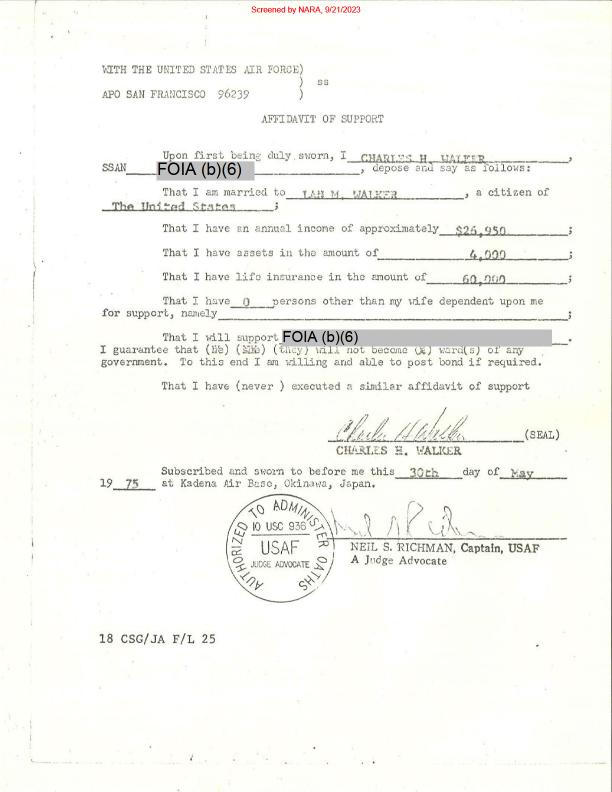 Screened by NARA, 9/21/2023
WITH THE UNITED STATES AIR FORCE)
) ss
APO SAN FRANCISCO 96239 )
AFFIDAVIT OF SUPPORT
Upon first being duly sworn, I CHARLES H. WALKER,
SSAN FOIA (b)(6), depose and say as follows:
That I am married to LAN M. WALKER, a citizen of
The United States;
That I have an annual income of approximately $26,950;
That I have assets in the amount of 4,000;
That I have life insurance in the amount of 60,000;
That I have 0 persons other than my wife dependent upon me
for support, namely ;
That I will support FOIA (b)(6).
I guarantee that (he) (she) (they) will not become (a) ward(s) of any
government. To this end I am willing and able to post bond if required.
That I have (never ) executed a similar affidavit of support
Charles H Walker (SEAL)
CHARLES H. WALKER
Subscribed and sworn to before me this 30th day of May
19 75 at Kadena Air Base, Okinawa, Japan.
AUTHORIZED TO ADMINISTER OATHS
10 USC 936
USAF
JUDGE ADVOCATE
NEIL S. RICHMAN, Captain, USAF
A Judge Advocate
18 CSG/JA F/L 25